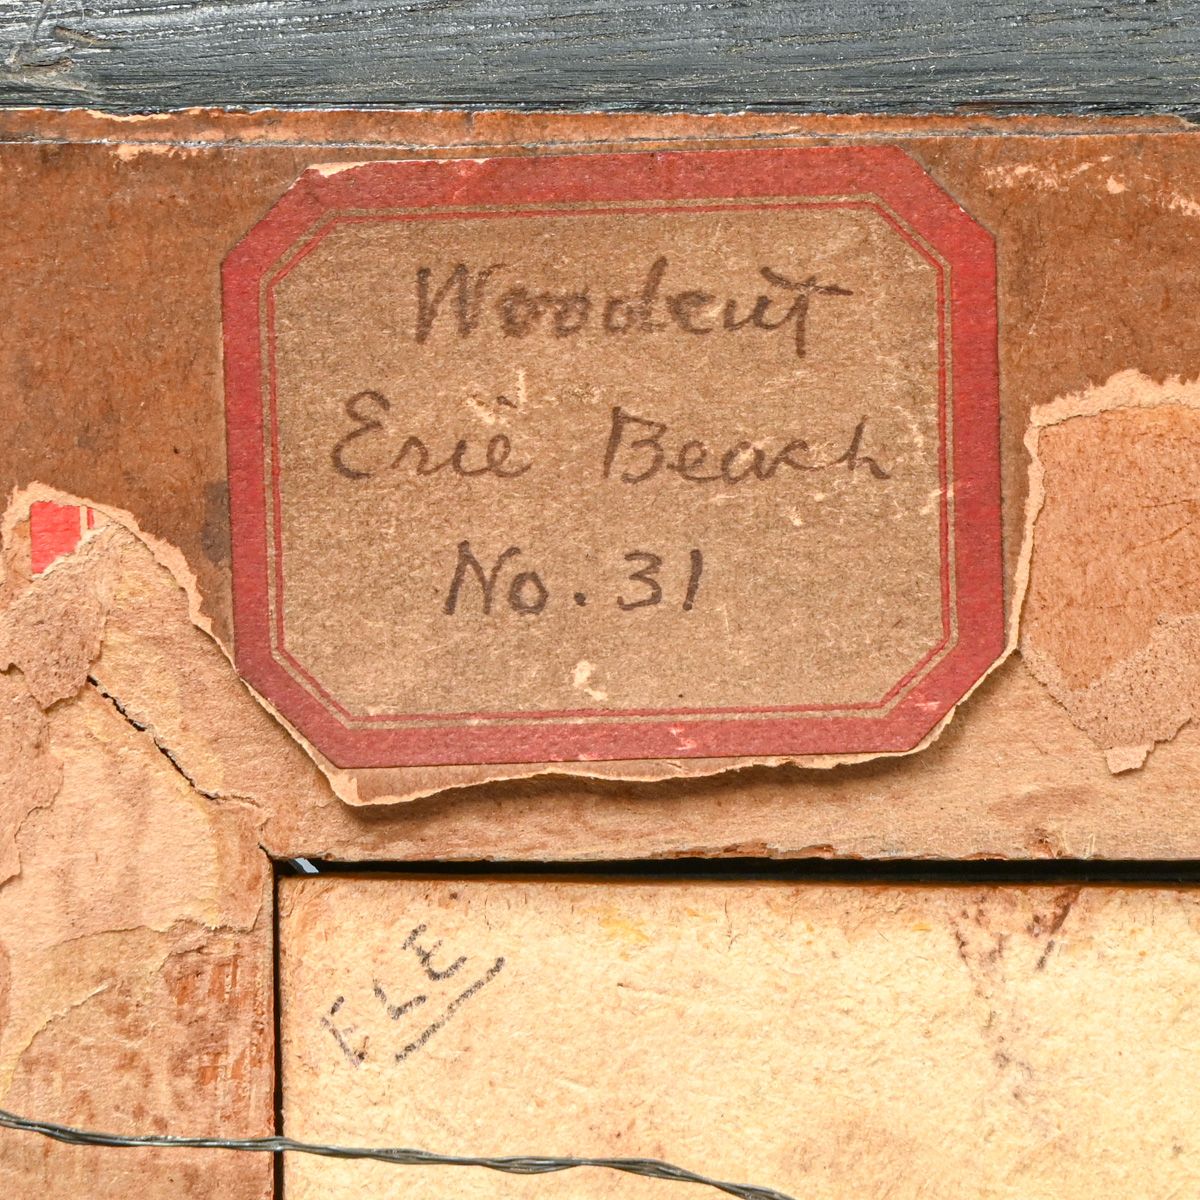 Woodcut
Erie Beach
No. 31
ELE